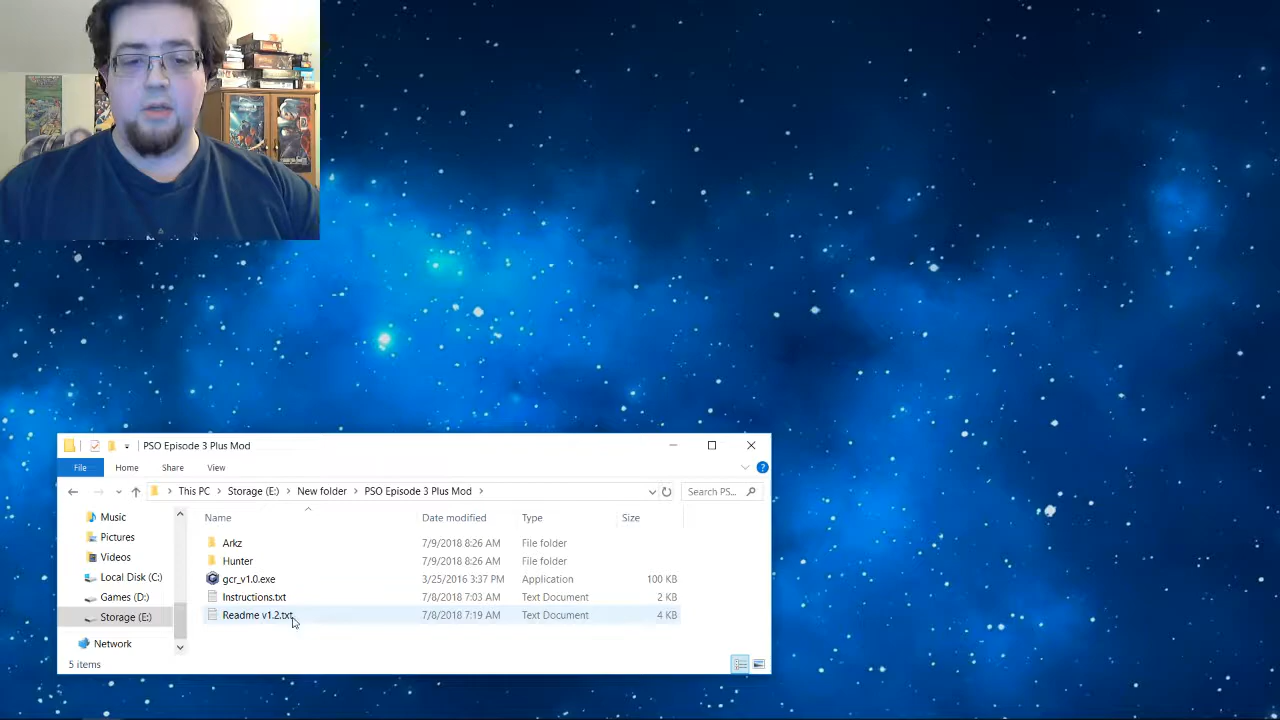 PSO Episode 3 Plus Mod
File Home Share View
This PC Storage (E:) New folder PSO Episode 3 Plus Mod Search PS...
Name Date modified Type Size
Music
Pictures
Videos
Local Disk (C:)
Games (D:)
Storage (E:)
Network
Arkz 7/9/2018 8:26 AM File folder
Hunter 7/9/2018 8:26 AM File folder
gcr_v1.0.exe 3/25/2016 3:37 PM Application 100 KB
Instructions.txt 7/8/2018 7:03 AM Text Document 2 KB
Readme v1.2.txt 7/8/2018 7:19 AM Text Document 4 KB
5 items